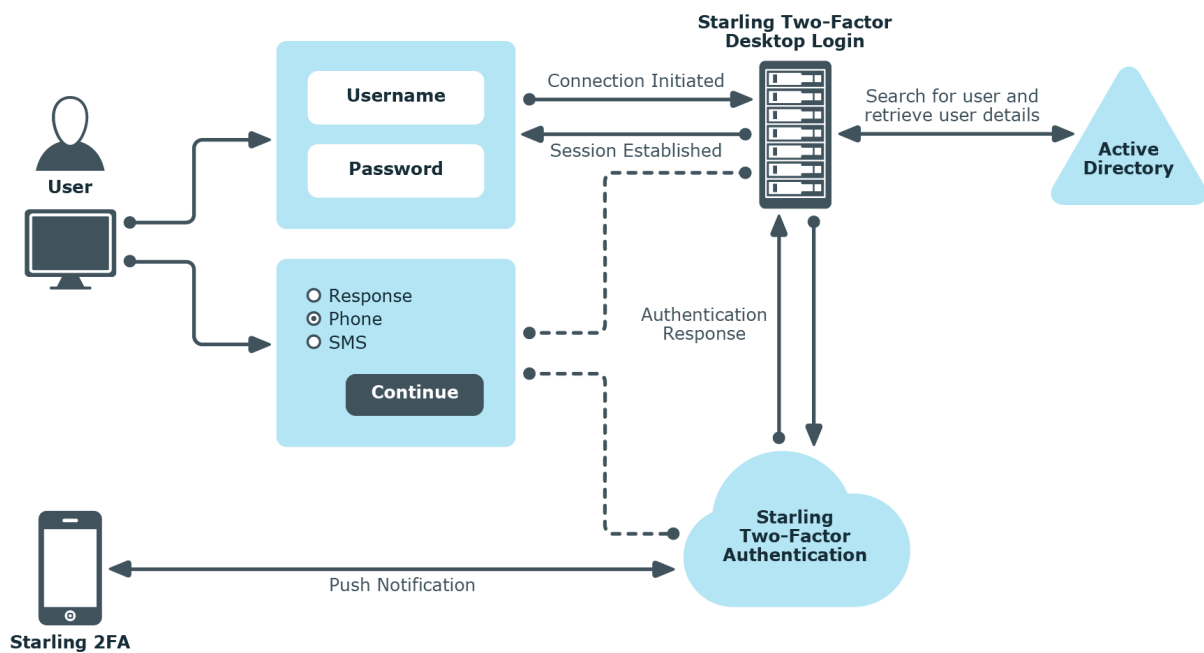 Starling Two-Factor
Desktop Login
Username
Password
Connection Initiated
Session Established
Search for user and
retrieve user details
Active
Directory
User
Response
Phone
SMS
Continue
Authentication
Response
Starling
Two-Factor
Authentication
Push Notification
Starling 2FA